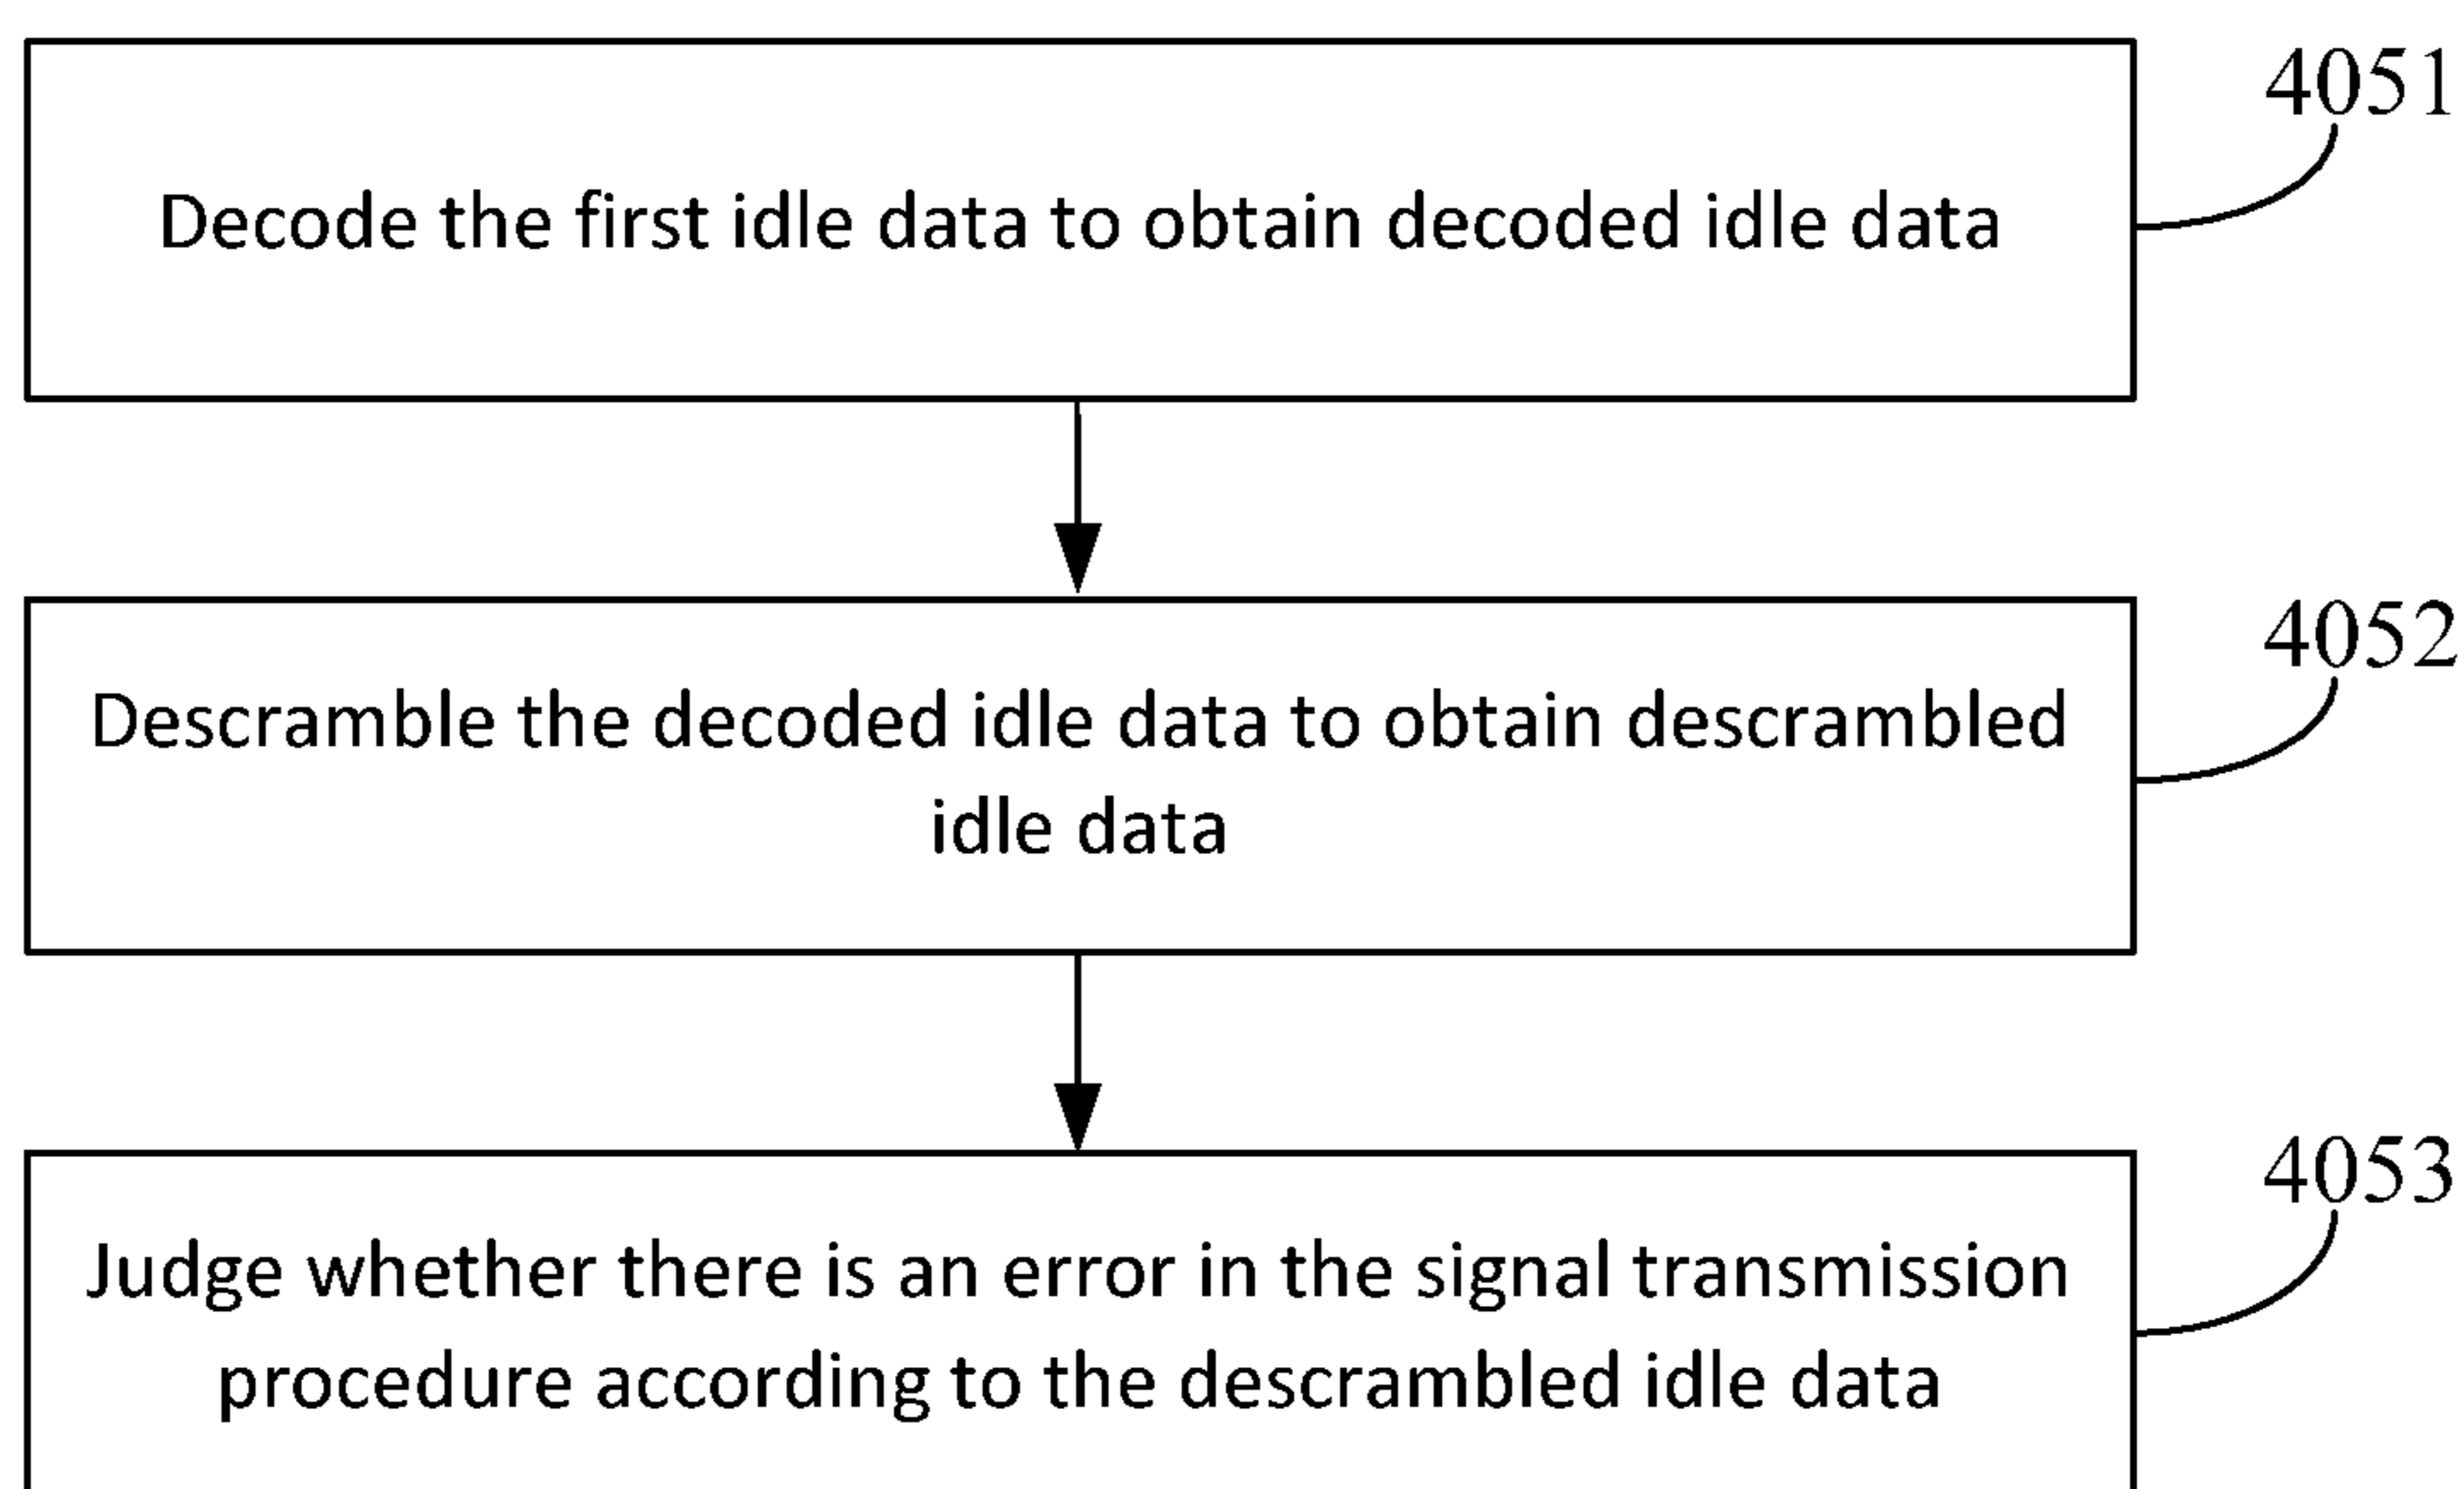 4051
Decode the first idle data to obtain decoded idle data
4052
Descramble the decoded idle data to obtain descrambled
idle data
4053
Judge whether there is an error in the signal transmission
procedure according to the descrambled idle data